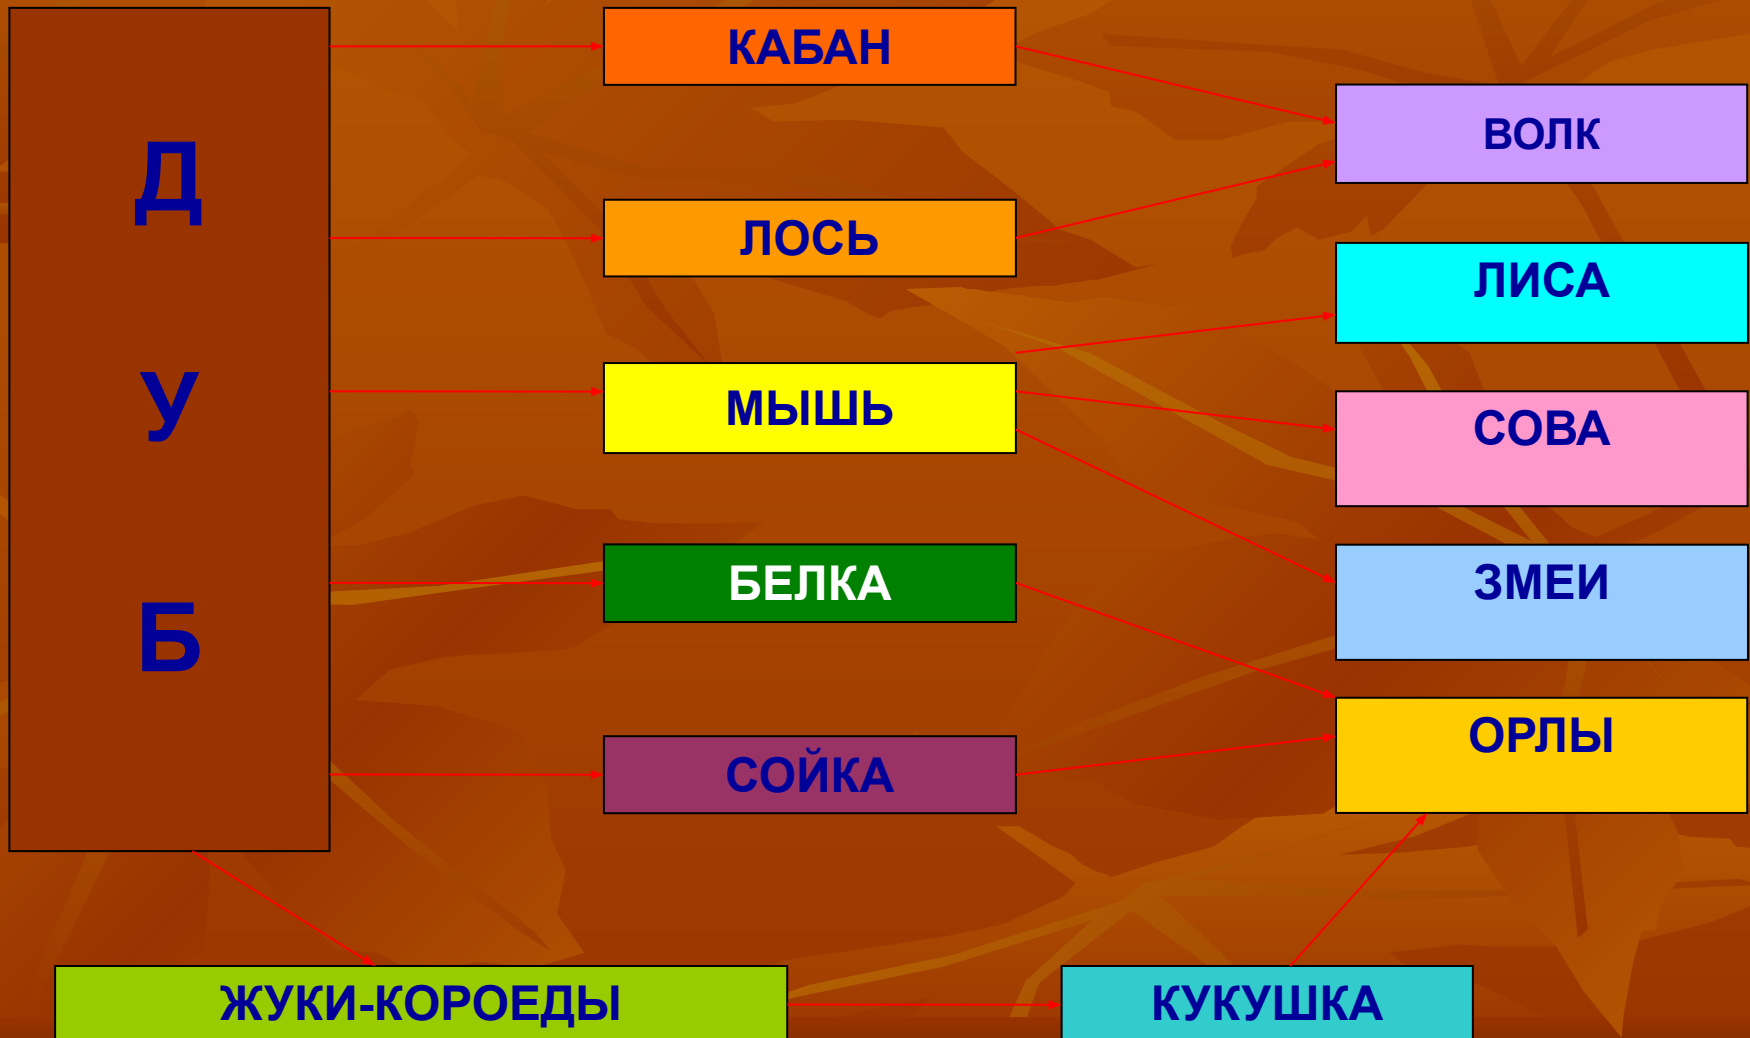 Д
У
Б
КАБАН
ЛОСЬ
МЫШЬ
БЕЛКА
СОЙКА
ВОЛК
ЛИСА
СОВА
ЗМЕИ
ОРЛЫ
ЖУКИ-КОРОЕДЫ
КУКУШКА